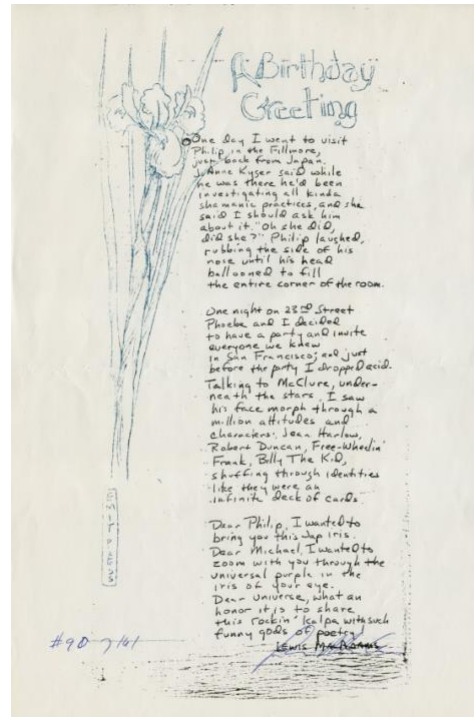 A Birthday
Greeting
One day I went to visit
Philip in the Fillmore,
just back from Japan.
JoAnne Kyger said while
he was there he'd been
investigating all kinda
shamanic practices, and she
said I should ask him
about it. "Oh she did,
did she?" Philip laughed,
rubbing the side of his
nose until his head
ballooned to fill
the entire corner of the room.
One night on 23rd Street
Phoebe and I decided
to have a party and invite
everyone we knew
in San Francisco; and just
before the party I dropped acid.
Talking to McClure, under-
neath the stars, I saw
his face morph through a
million attitudes and
characters: Jean Harlow,
Robert Duncan, Free-Wheelin'
Frank, Billy The Kid,
shuffling through identities
like they were an
infinite deck of cards.
Dear Philip, I wanted to
bring you this Jap iris.
Dear Michael, I wanted to
zoom with you through the
universal purple in the
iris of your eye.
Dear Universe, what an
honor it is to share
this rockin' kalpa with such
funny gods of poetry
Lewis MacAdams
#90